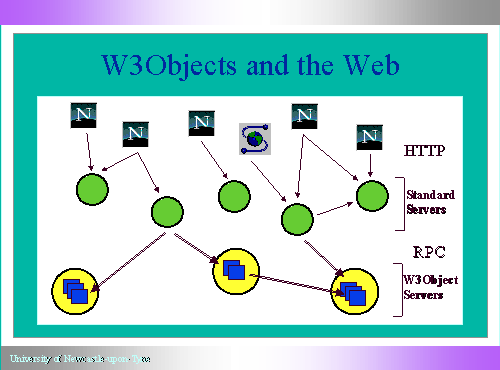 W3Objects and the Web
N
N
N
N
N
HTTP
Standard
Servers
RPC
W3Object
Servers
University of Newcastle upon Tyne